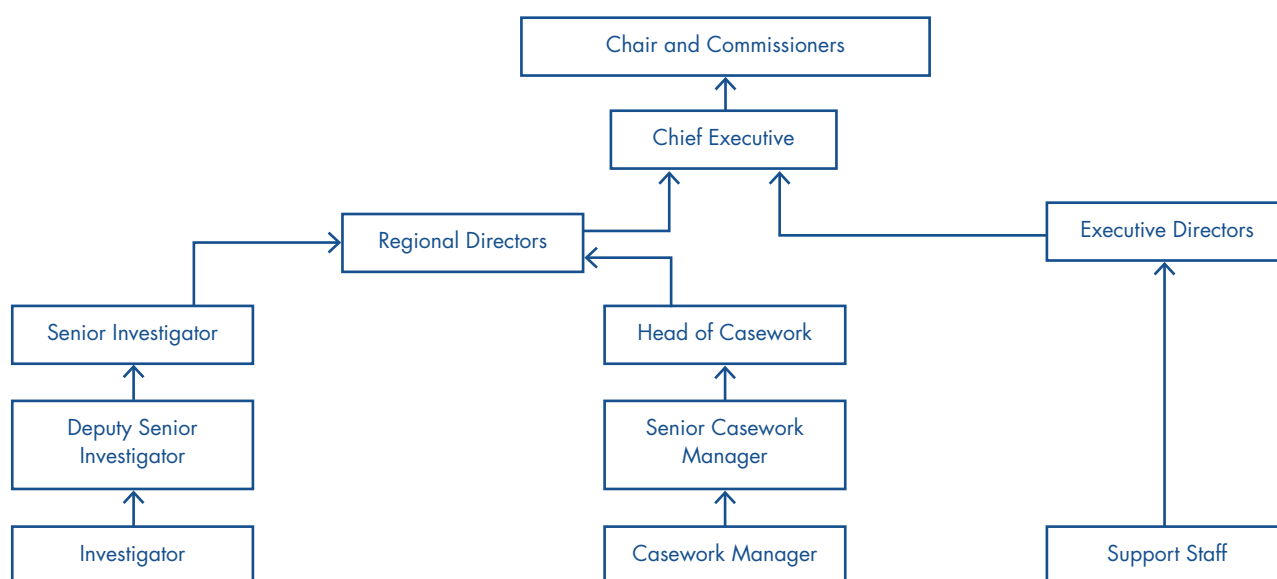 Chair and Commissioners
Chief Executive
Regional Directors
Executive Directors
Senior Investigator
Head of Casework
Deputy Senior
Investigator
Senior Casework
Manager
Investigator
Casework Manager
Support Staff